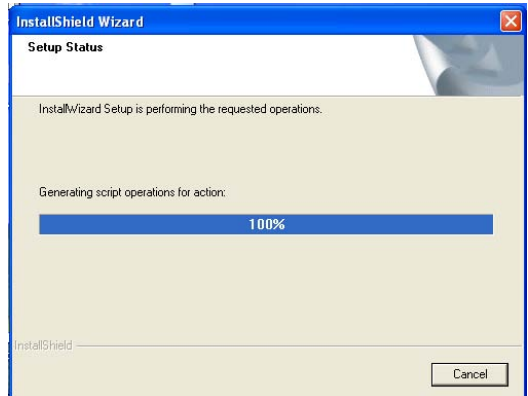 InstallShield Wizard
Setup Status
InstallWizard Setup is performing the requested operations.
Generating script operations for action:
100%
InstallShield
Cancel